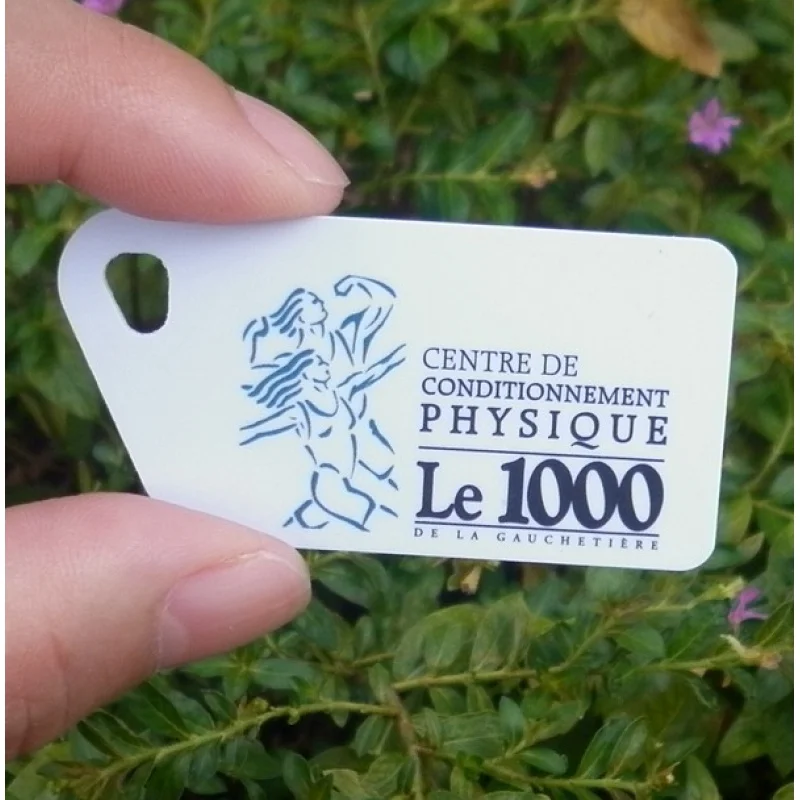 CENTRE DE
CONDITIONNEMENT
PHYSIQUE
Le 1000
DE LA GAUCHETIÈRE